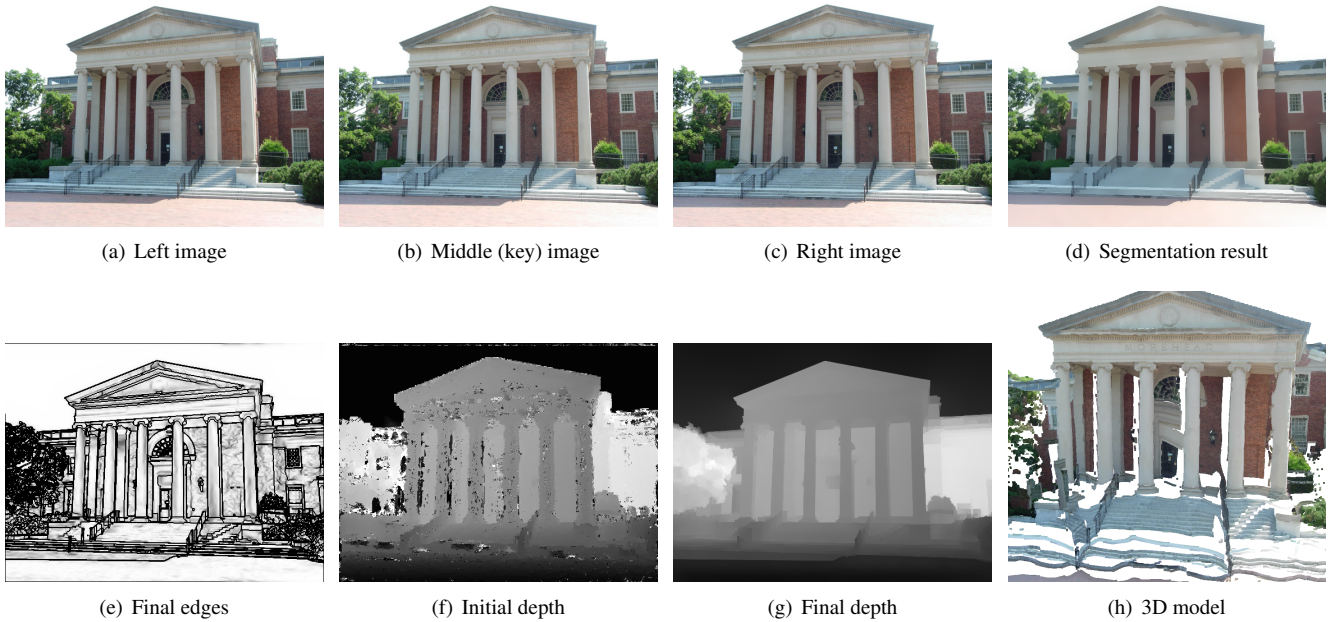 (a) Left image
(b) Middle (key) image
(c) Right image
(d) Segmentation result
(e) Final edges
(f) Initial depth
(g) Final depth
(h) 3D model